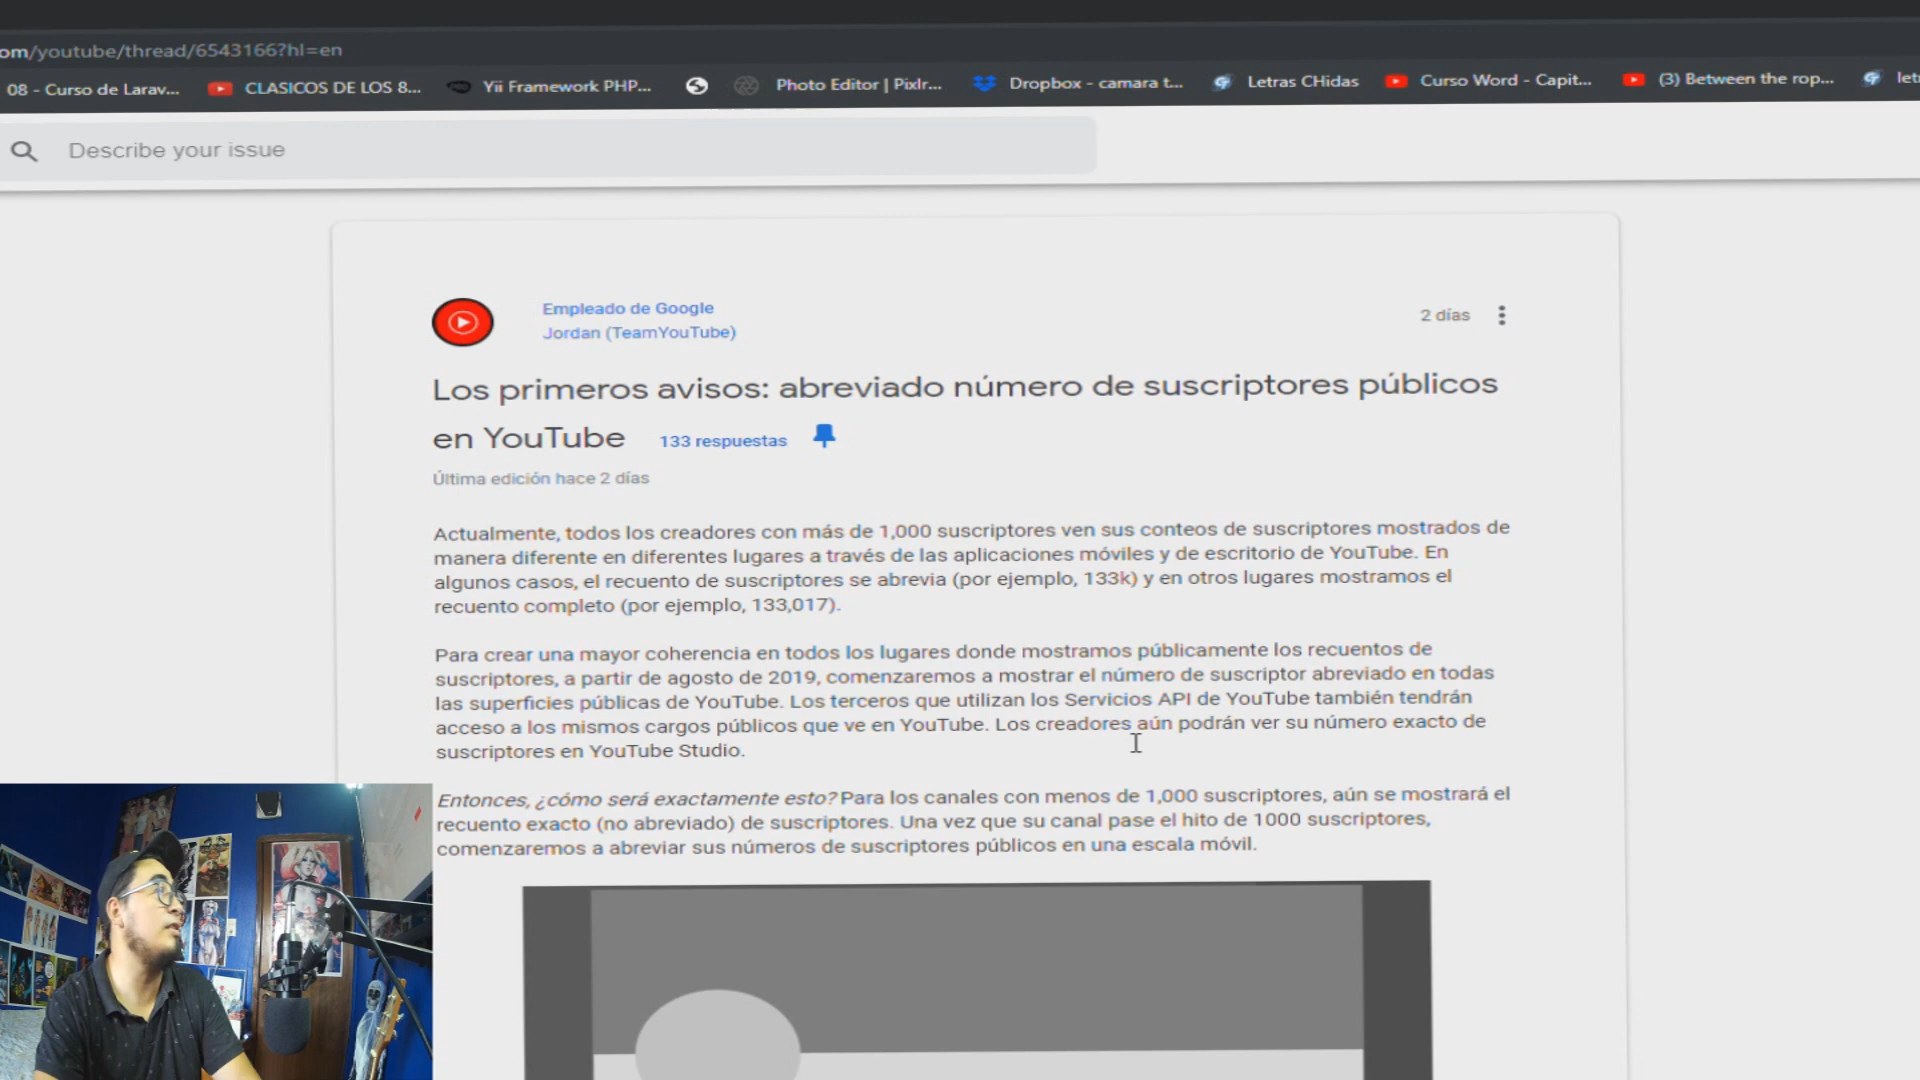 om/youtube/thread/6543166?hl=en
08 - Curso de Larav... CLASICOS DE LOS 8... Yii Framework PHP... Photo Editor | Pixlr... Dropbox - camara t... Letras CHidas Curso Word - Capit... (3) Between the rop... let
Describe your issue
Empleado de Google
Jordan (TeamYouTube)
2 días
Los primeros avisos: abreviado número de suscriptores públicos
en YouTube 133 respuestas
Última edición hace 2 días
Actualmente, todos los creadores con más de 1,000 suscriptores ven sus conteos de suscriptores mostrados de
manera diferente en diferentes lugares a través de las aplicaciones móviles y de escritorio de YouTube. En
algunos casos, el recuento de suscriptores se abrevia (por ejemplo, 133k) y en otros lugares mostramos el
recuento completo (por ejemplo, 133,017).
Para crear una mayor coherencia en todos los lugares donde mostramos públicamente los recuentos de
suscriptores, a partir de agosto de 2019, comenzaremos a mostrar el número de suscriptor abreviado en todas
las superficies públicas de YouTube. Los terceros que utilizan los Servicios API de YouTube también tendrán
acceso a los mismos cargos públicos que ve en YouTube. Los creadores aún podrán ver su número exacto de
suscriptores en YouTube Studio.
Entonces, ¿cómo será exactamente esto? Para los canales con menos de 1,000 suscriptores, aún se mostrará el
recuento exacto (no abreviado) de suscriptores. Una vez que su canal pase el hito de 1000 suscriptores,
comenzaremos a abreviar sus números de suscriptores públicos en una escala móvil.